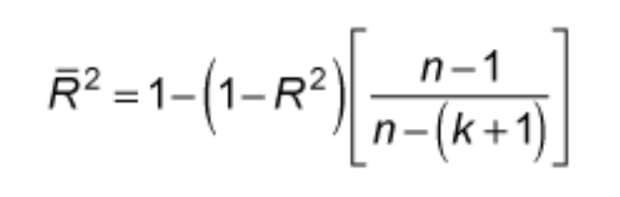 R̄² = 1–(1–R²)[(n–1)/(n–(k+1))]